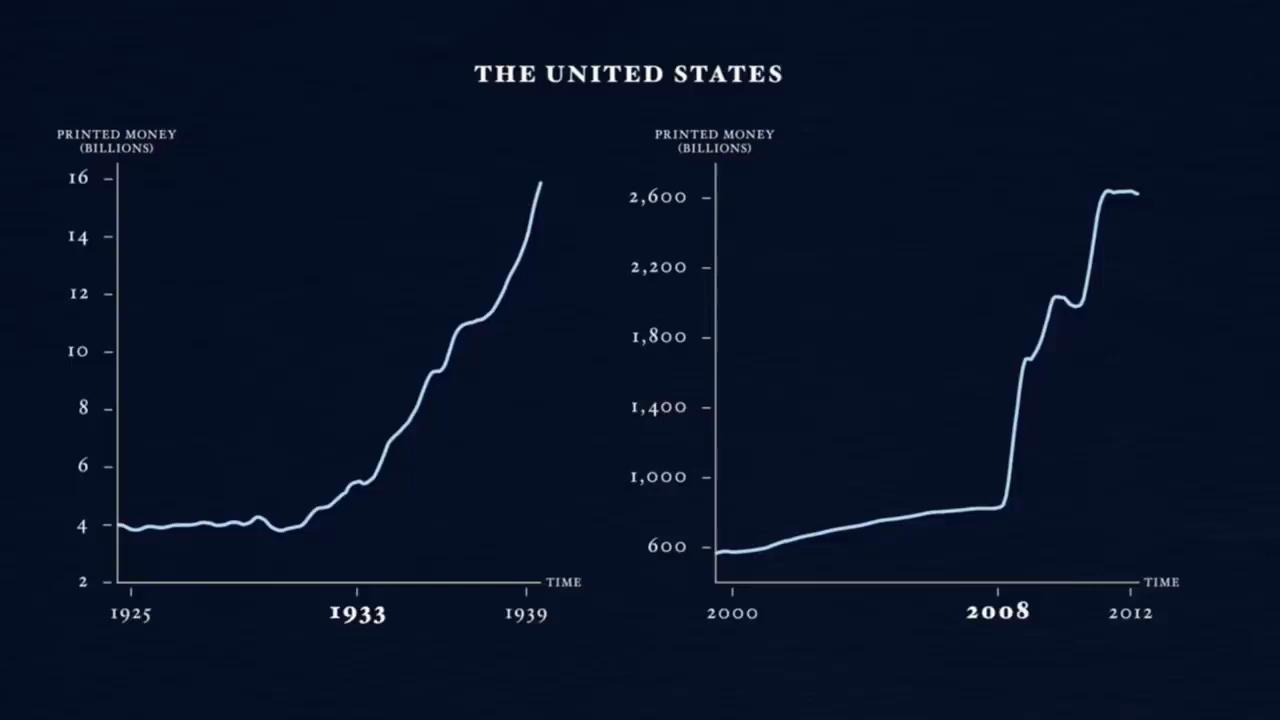 THE UNITED STATES
PRINTED MONEY
(BILLIONS)
16
14
12
10
8
6
4
2
TIME
1925
1933
1939
PRINTED MONEY
(BILLIONS)
2,600
2,200
1,800
1,400
1,000
600
TIME
2000
2008
2012